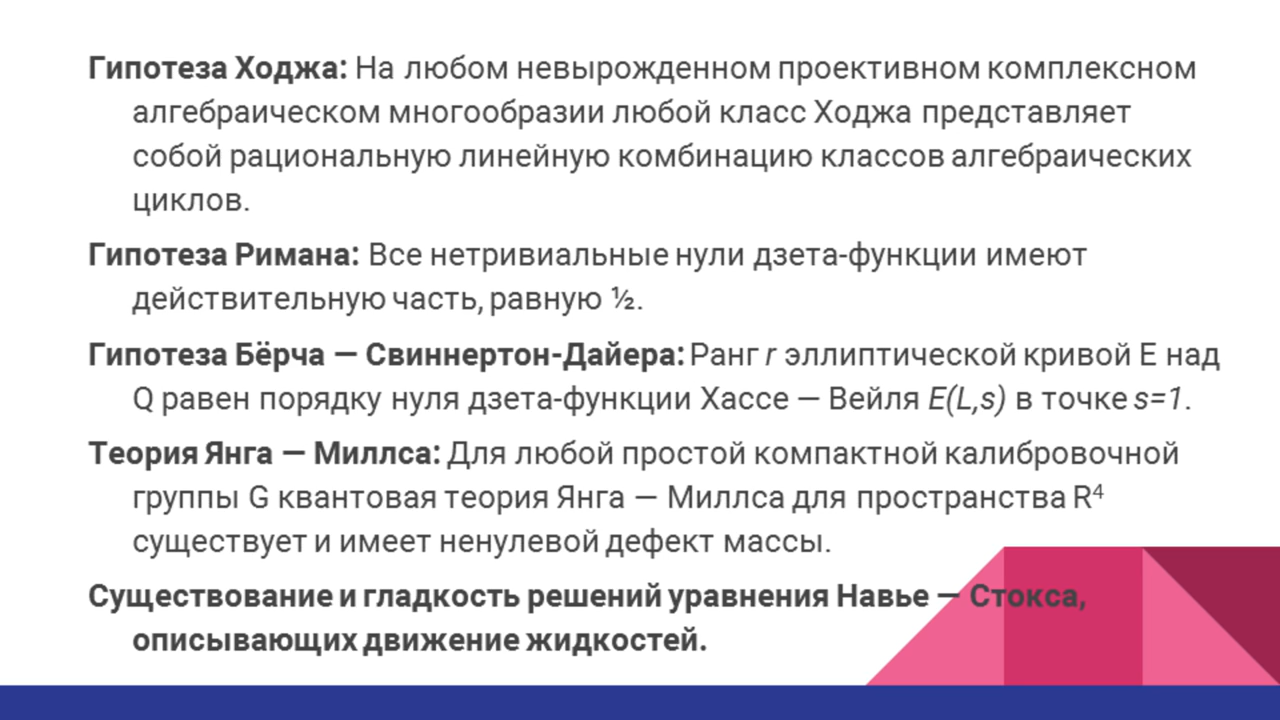 Гипотеза Ходжа: На любом невырожденном проективном комплексном
алгебраическом многообразии любой класс Ходжа представляет
собой рациональную линейную комбинацию классов алгебраических
циклов.
Гипотеза Римана: Все нетривиальные нули дзета-функции имеют
действительную часть, равную ½.
Гипотеза Бёрча — Свиннертон-Дайера: Ранг r эллиптической кривой E над
Q равен порядку нуля дзета-функции Хассе — Вейля E(L,s) в точке s=1.
Теория Янга — Миллса: Для любой простой компактной калибровочной
группы G квантовая теория Янга — Миллса для пространства R⁴
существует и имеет ненулевой дефект массы.
Существование и гладкость решений уравнения Навье — Стокса,
описывающих движение жидкостей.